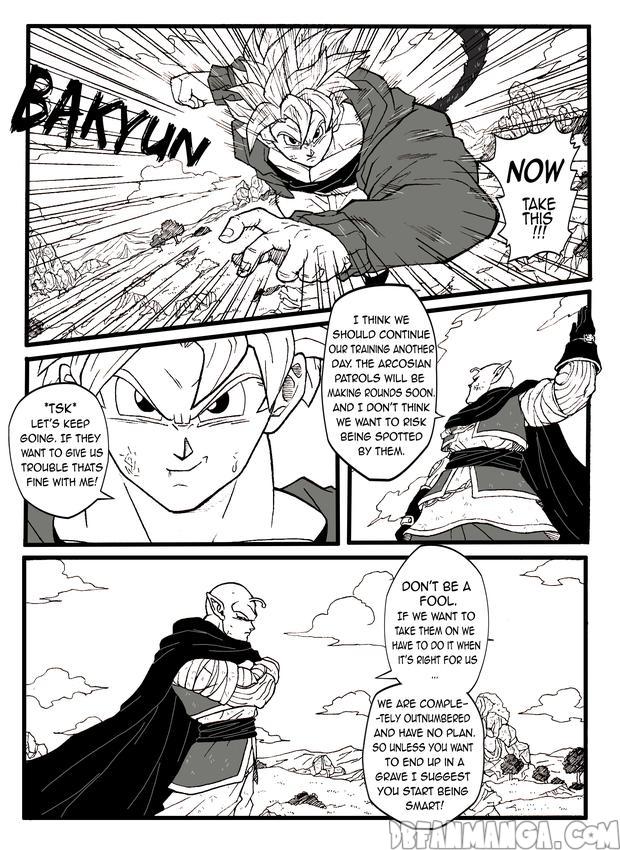 BAKYUN
NOW
TAKE
THIS
!!!
I THINK WE
SHOULD CONTINUE
OUR TRAINING ANOTHER
DAY. THE ARCOSIAN
PATROLS WILL BE
MAKING ROUNDS SOON.
AND I DON'T THINK
WE WANT TO RISK
BEING SPOTTED
BY THEM.
*TSK*
LET'S KEEP
GOING. IF THEY
WANT TO GIVE US
TROUBLE THATS
FINE WITH ME!
DON'T BE A
FOOL.
IF WE WANT TO
TAKE THEM ON WE
HAVE TO DO IT WHEN
IT'S RIGHT FOR US
...
WE ARE COMPLE-
-TELY OUTNUMBERED
AND HAVE NO PLAN.
SO UNLESS YOU WANT
TO END UP IN A
GRAVE I SUGGEST
YOU START BEING
SMART!
DBFANMANGA.COM